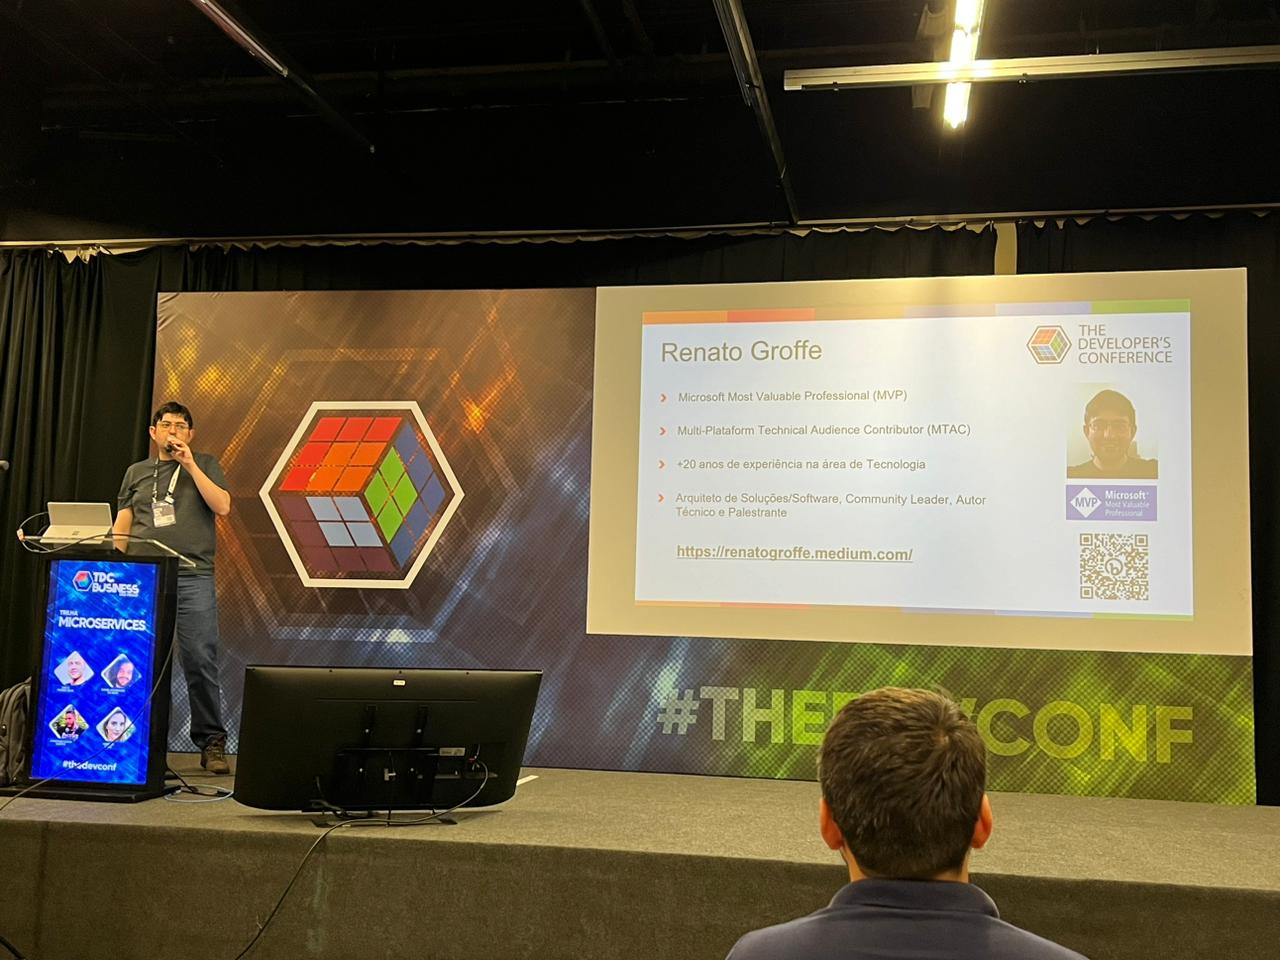 Renato Groffe
THE
DEVELOPER'S
CONFERENCE
Microsoft Most Valuable Professional (MVP)
Multi-Plataform Technical Audience Contributor (MTAC)
+20 anos de experiência na área de Tecnologia
Arquiteto de Soluções/Software, Community Leader, Autor
Técnico e Palestrante
https://renatogroffe.medium.com/
MVP
Microsoft®
Most Valuable
Professional
TDC
BUSINESS
TRILHA
MICROSERVICES
#thedevconf
#THEDEVCONF